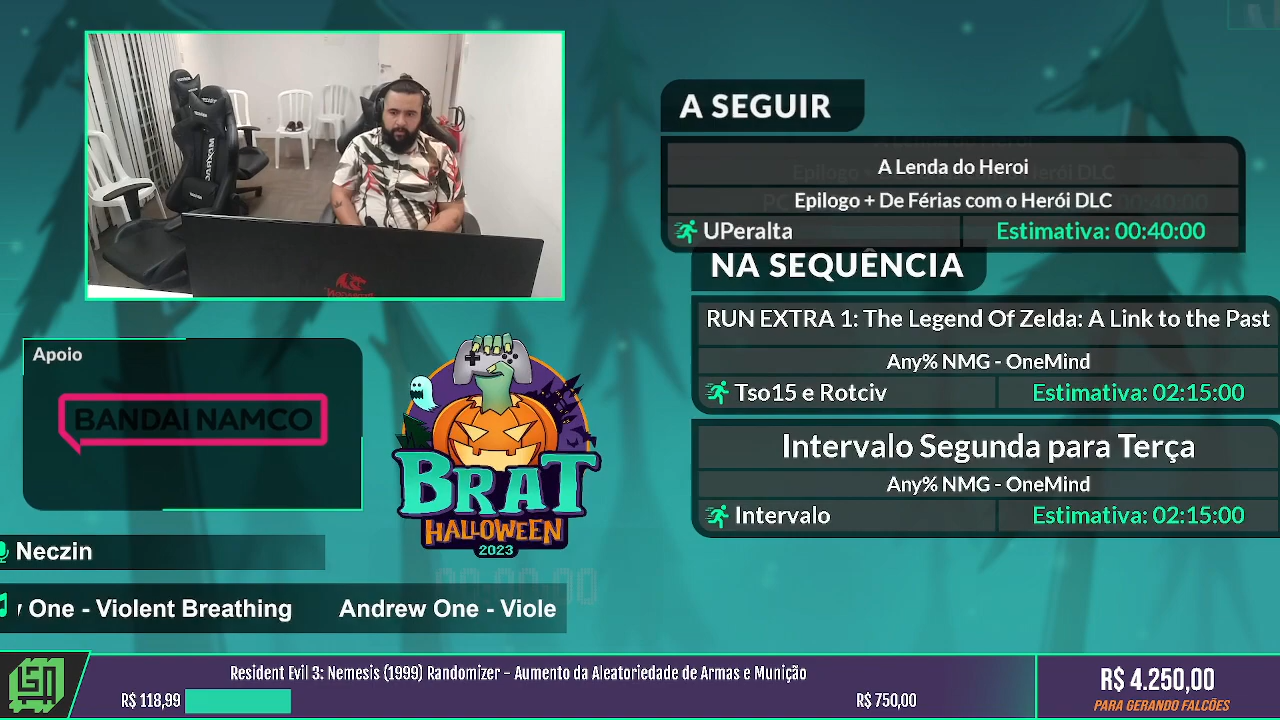 A SEGUIR
A Lenda do Heroi
Epilogo + De Férias com o Herói DLC
UPeralta
Estimativa: 00:40:00
NA SEQUÊNCIA
RUN EXTRA 1: The Legend Of Zelda: A Link to the Past
Any% NMG - OneMind
Tso15 e Rotciv
Estimativa: 02:15:00
Intervalo Segunda para Terça
Any% NMG - OneMind
Intervalo
Estimativa: 02:15:00
Apoio
BANDAI NAMCO
BRAT
HALLOWEEN
2023
Neczin
One - Violent Breathing
Andrew One - Viole
Resident Evil 3: Nemesis (1999) Randomizer – Aumento da Aleatoriedade de Armas e Munição
R$ 118,99
R$ 750,00
R$ 4.250,00
PARA GERANDO FALCÕES